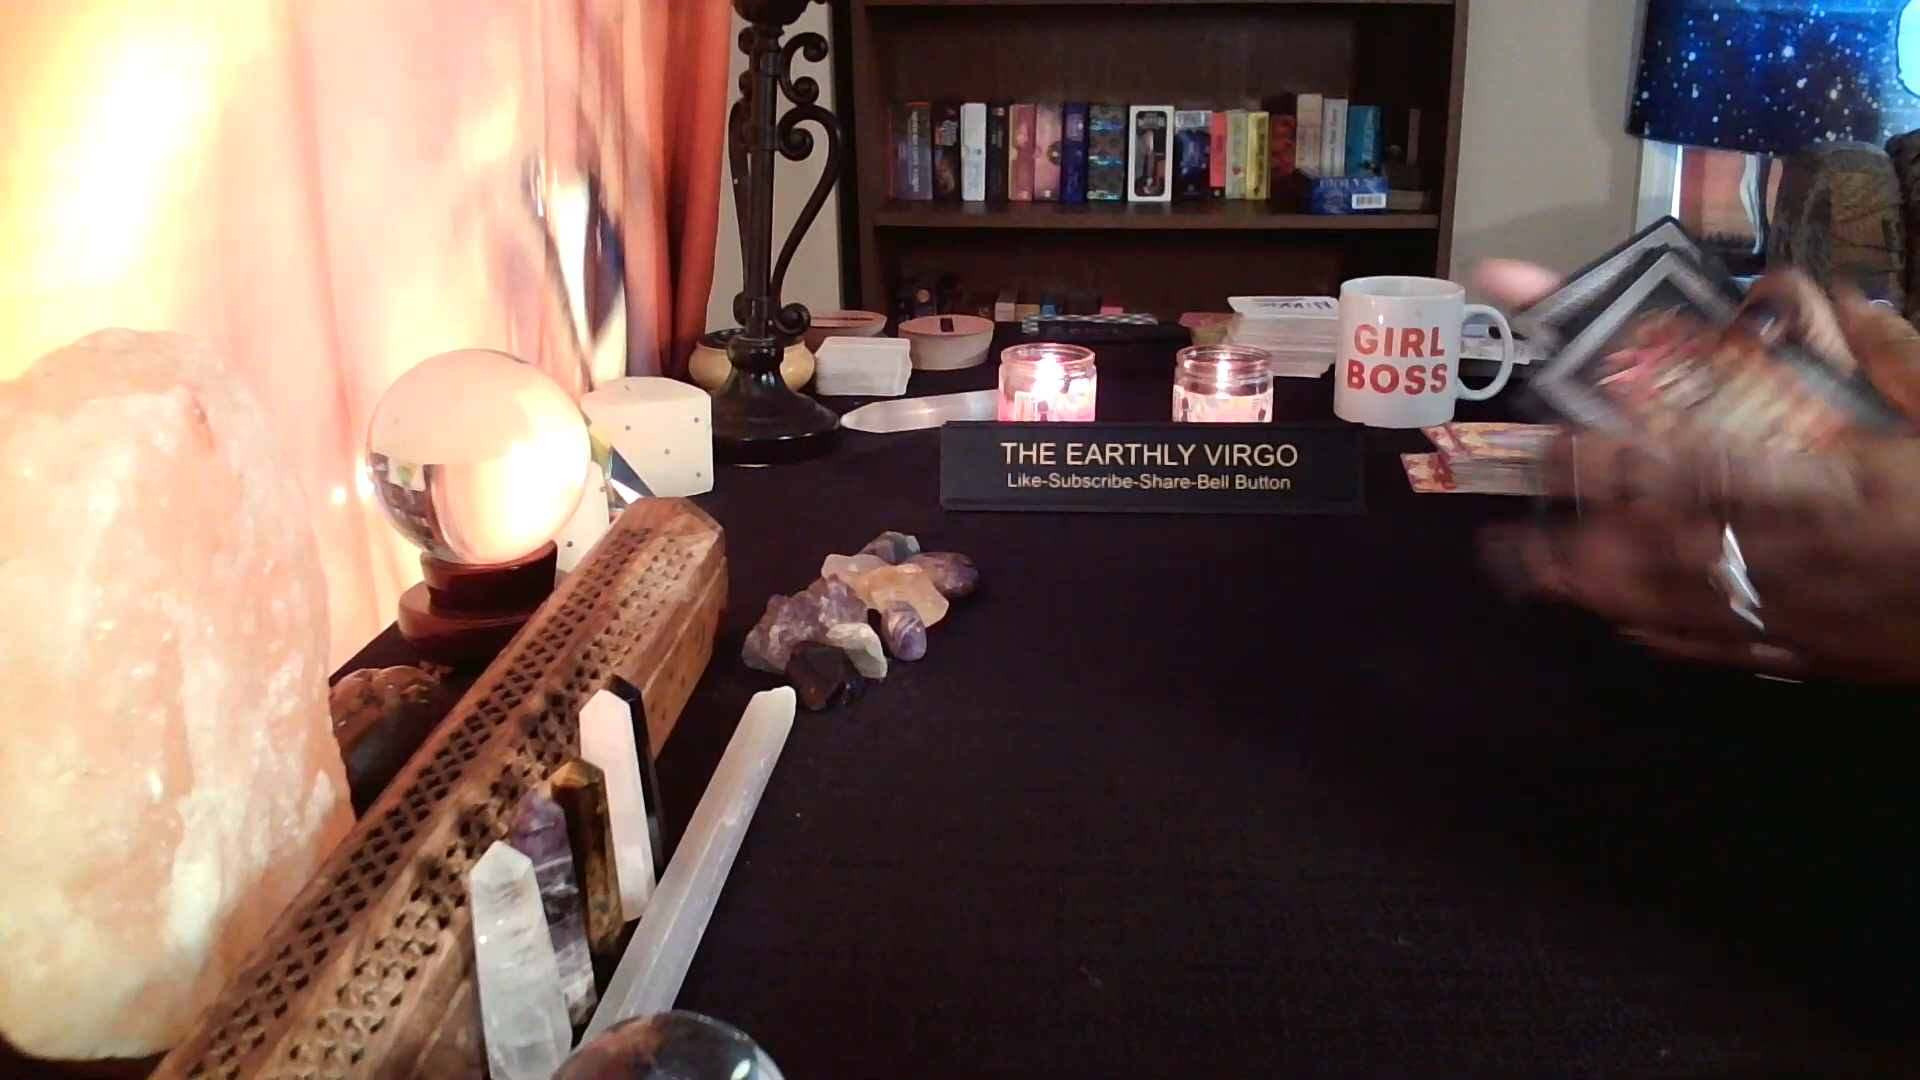 GIRL
BOSS
THE EARTHLY VIRGO
Like-Subscribe-Share-Bell Button